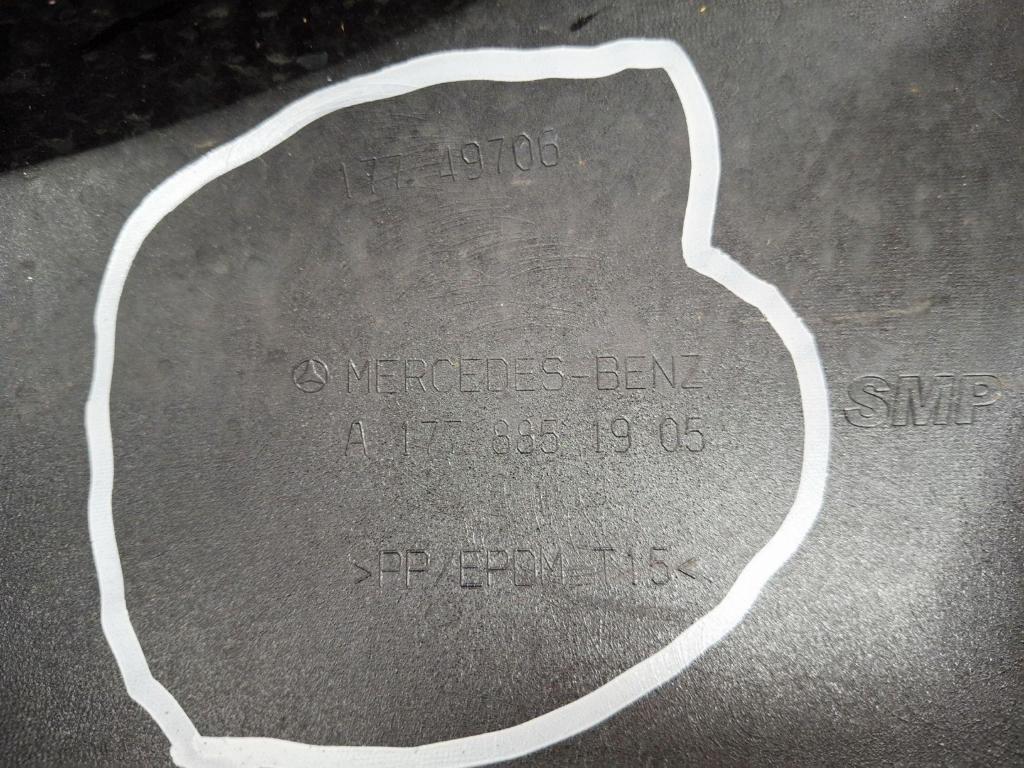 177 49706
MERCEDES-BENZ
SMP
A 177 885 19 05
>PP/EPDM-T15<